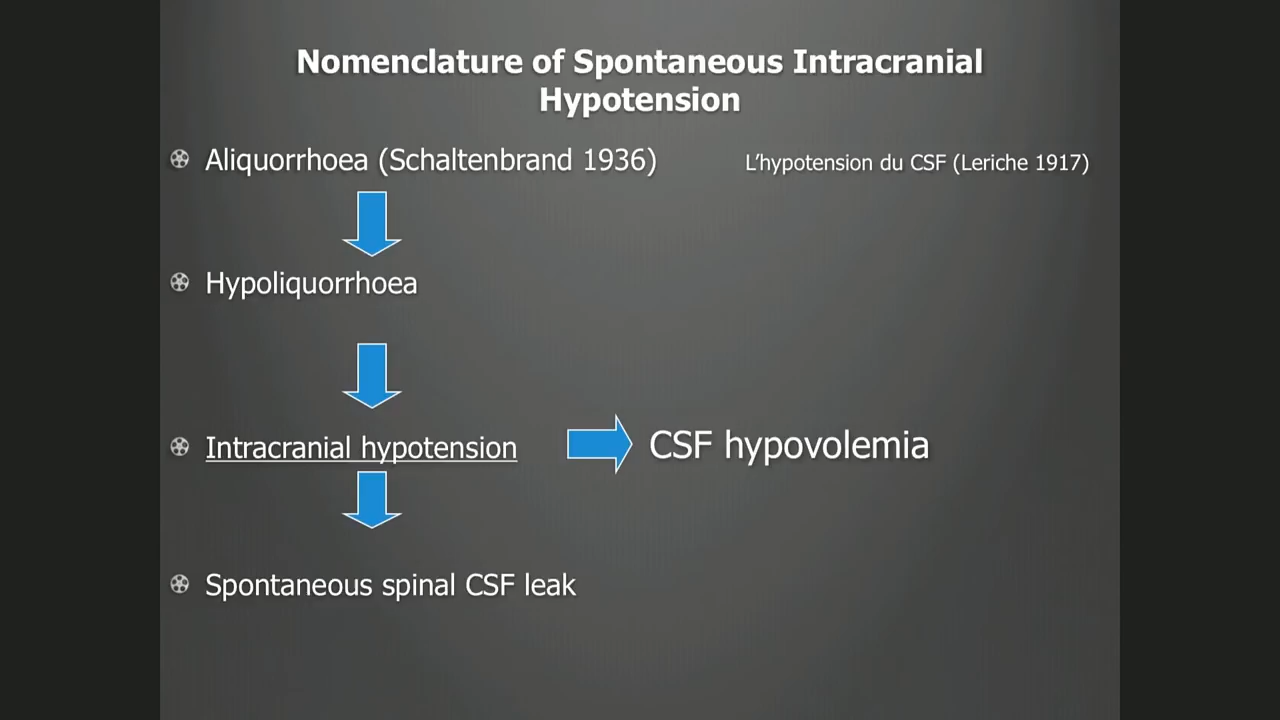 Nomenclature of Spontaneous Intracranial
Hypotension
Aliquorrhoea (Schaltenbrand 1936)
L’hypotension du CSF (Leriche 1917)
Hypoliquorrhoea
Intracranial hypotension
CSF hypovolemia
Spontaneous spinal CSF leak